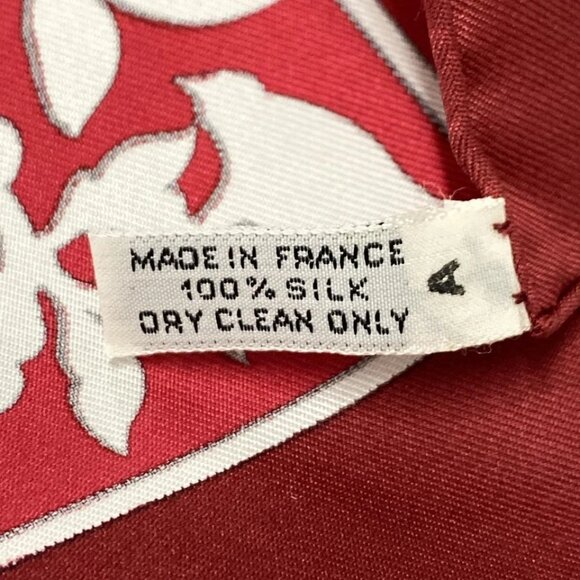 MADE IN FRANCE
100% SILK
DRY CLEAN ONLY
A